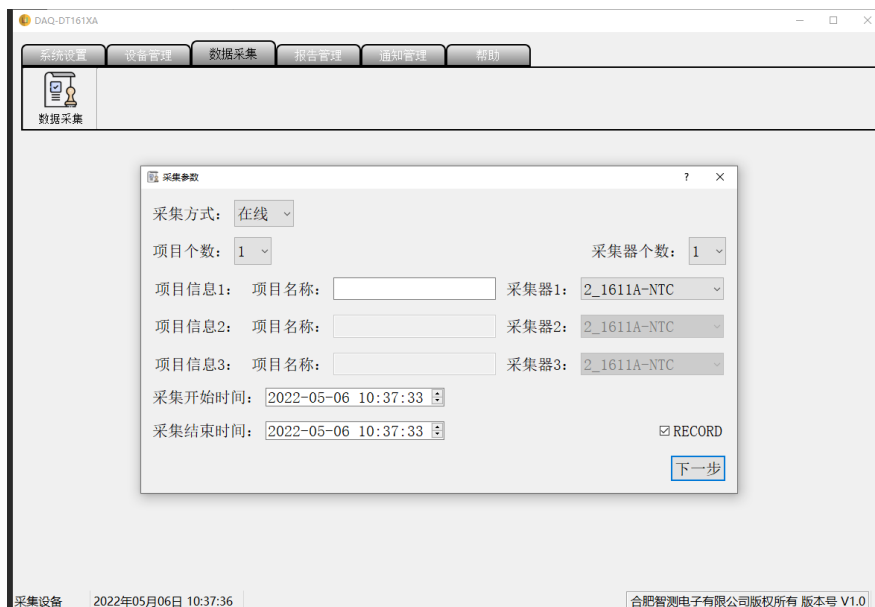 DAQ-DT161XA
系统设置 设备管理 数据采集 报告管理 通知管理 帮助
数据采集
采集参数 ?
采集方式： 在线
项目个数： 1 采集器个数： 1
项目信息1： 项目名称： 采集器1： 2_1611A-NTC
项目信息2： 项目名称： 采集器2： 2_1611A-NTC
项目信息3： 项目名称： 采集器3： 2_1611A-NTC
采集开始时间： 2022-05-06 10:37:33
采集结束时间： 2022-05-06 10:37:33 RECORD
下一步
采集设备 2022年05月06日 10:37:36 合肥智测电子有限公司版权所有 版本号 V1.0